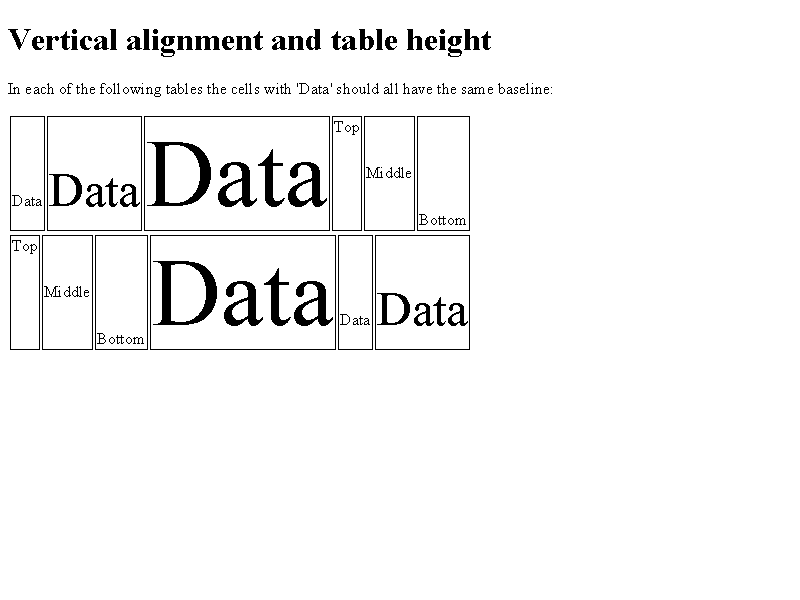 Vertical alignment and table height
In each of the following tables the cells with 'Data' should all have the same baseline:
Data Data Data Top Middle Bottom
Top Middle Bottom Data Data Data